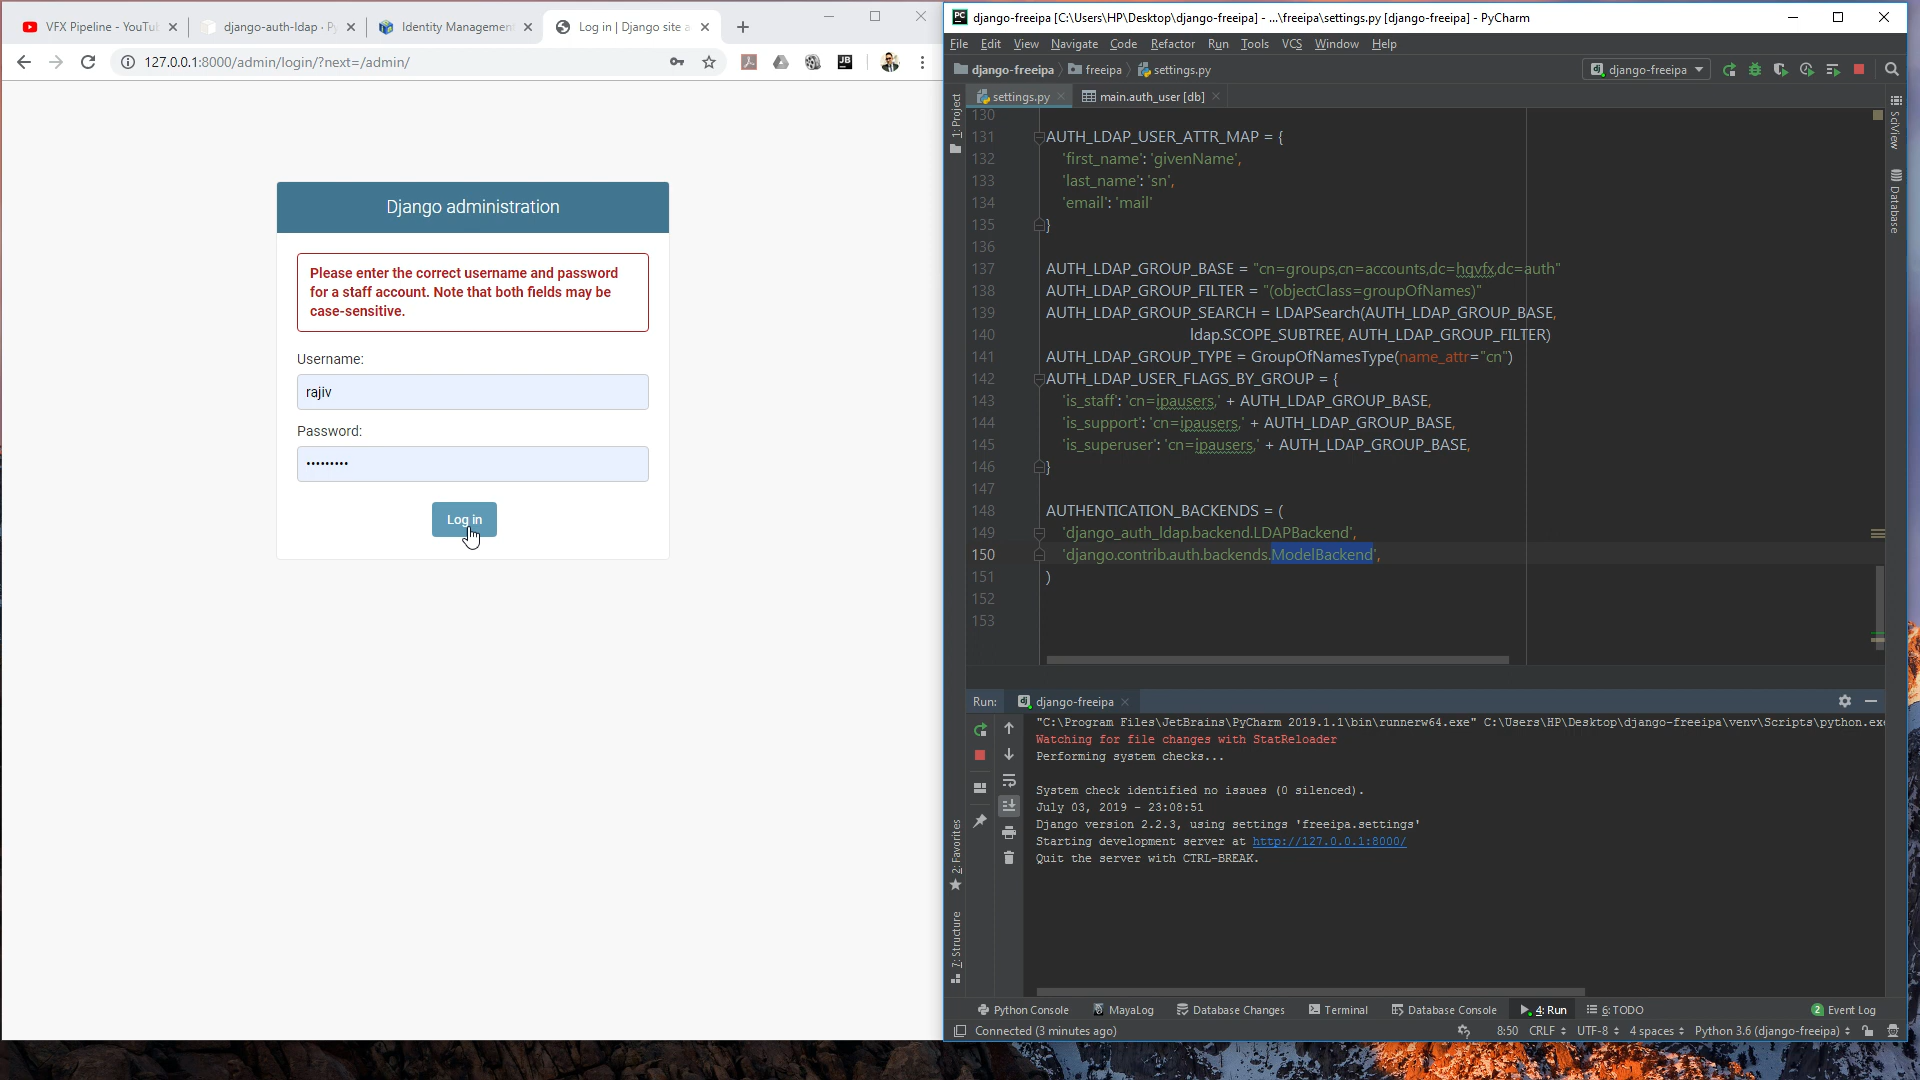 VFX Pipeline - YouTu
django-auth-ldap · Py
Identity Management
Log in | Django site a
127.0.0.1:8000/admin/login/?next=/admin/
Django administration
Please enter the correct username and password
for a staff account. Note that both fields may be
case-sensitive.
Username:
rajiv
Password:
•••••••••
Log in
PC
django-freeipa [C:\Users\HP\Desktop\django-freeipa] - ...\freeipa\settings.py [django-freeipa] - PyCharm
File Edit View Navigate Code Refactor Run Tools VCS Window Help
django-freeipa freeipa settings.py
django-freeipa
settings.py main.auth_user [db]
1: Project
SciView
Database
130
131 AUTH_LDAP_USER_ATTR_MAP = {
132 'first_name': 'givenName',
133 'last_name': 'sn',
134 'email': 'mail'
135 }
136
137 AUTH_LDAP_GROUP_BASE = "cn=groups,cn=accounts,dc=hqvfx,dc=auth"
138 AUTH_LDAP_GROUP_FILTER = "(objectClass=groupOfNames)"
139 AUTH_LDAP_GROUP_SEARCH = LDAPSearch(AUTH_LDAP_GROUP_BASE,
140 ldap.SCOPE_SUBTREE, AUTH_LDAP_GROUP_FILTER)
141 AUTH_LDAP_GROUP_TYPE = GroupOfNamesType(name_attr="cn")
142 AUTH_LDAP_USER_FLAGS_BY_GROUP = {
143 'is_staff': 'cn=ipausers,' + AUTH_LDAP_GROUP_BASE,
144 'is_support': 'cn=ipausers,' + AUTH_LDAP_GROUP_BASE,
145 'is_superuser': 'cn=ipausers,' + AUTH_LDAP_GROUP_BASE,
146 }
147
148 AUTHENTICATION_BACKENDS = (
149 'django_auth_ldap.backend.LDAPBackend',
150 'django.contrib.auth.backends.ModelBackend',
151 )
152
153
Run: django-freeipa
"C:\Program Files\JetBrains\PyCharm 2019.1.1\bin\runnerw64.exe" C:\Users\HP\Desktop\django-freeipa\venv\Scripts\python.exe
Watching for file changes with StatReloader
Performing system checks...
System check identified no issues (0 silenced).
July 03, 2019 - 23:08:51
Django version 2.2.3, using settings 'freeipa.settings'
Starting development server at http://127.0.0.1:8000/
Quit the server with CTRL-BREAK.
2: Favorites
7: Structure
Python Console MayaLog Database Changes Terminal Database Console 4: Run 6: TODO 2 Event Log
Connected (3 minutes ago) 8:50 CRLF UTF-8 4 spaces Python 3.6 (django-freeipa)